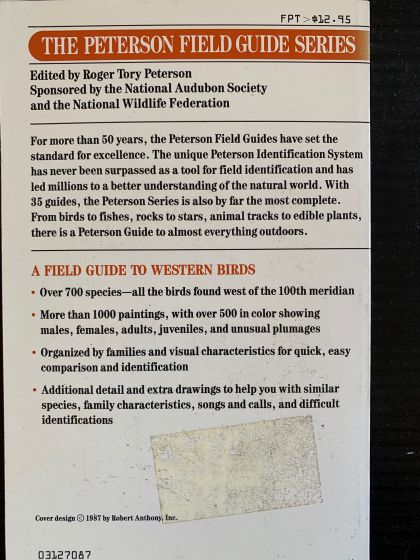 FPT>$12.95
THE PETERSON FIELD GUIDE SERIES
Edited by Roger Tory Peterson
Sponsored by the National Audubon Society
and the National Wildlife Federation
For more than 50 years, the Peterson Field Guides have set the
standard for excellence. The unique Peterson Identification System
has never been surpassed as a tool for field identification and has
led millions to a better understanding of the natural world. With
35 guides, the Peterson Series is also by far the most complete.
From birds to fishes, rocks to stars, animal tracks to edible plants,
there is a Peterson Guide to almost everything outdoors.
A FIELD GUIDE TO WESTERN BIRDS
• Over 700 species—all the birds found west of the 100th meridian
• More than 1000 paintings, with over 500 in color showing
males, females, adults, juveniles, and unusual plumages
• Organized by families and visual characteristics for quick, easy
comparison and identification
• Additional detail and extra drawings to help you with similar
species, family characteristics, songs and calls, and difficult
identifications
Cover design © 1987 by Robert Anthony, Inc.
03127087